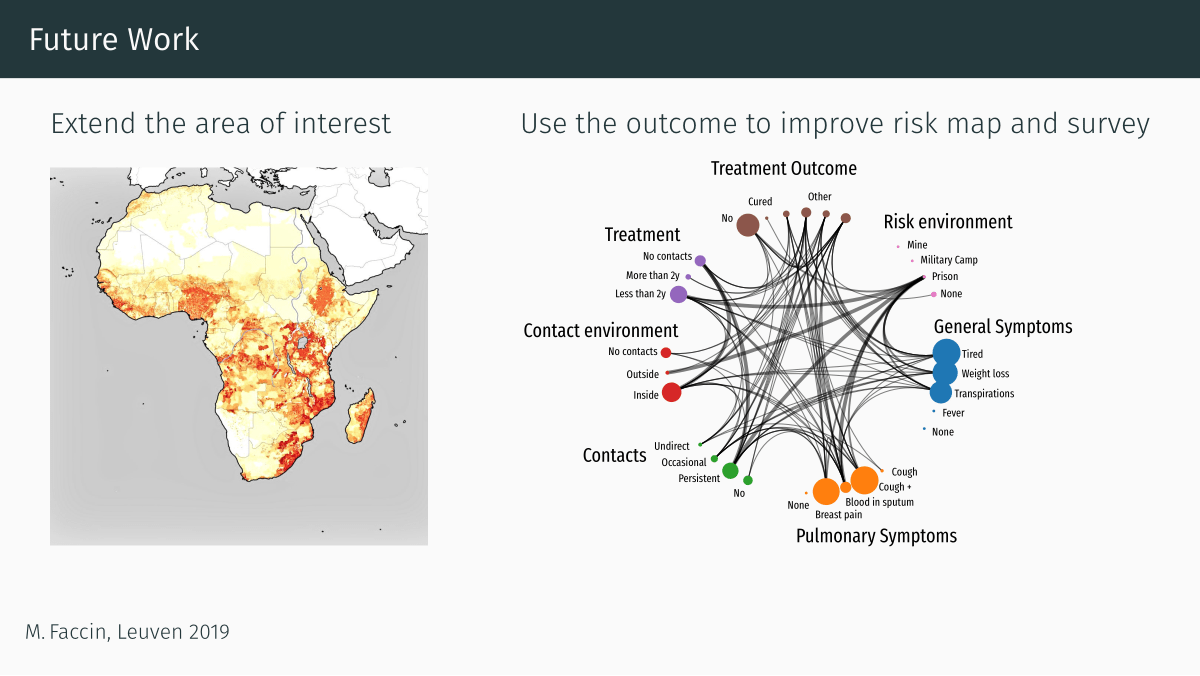 Future Work
Extend the area of interest
Use the outcome to improve risk map and survey
Treatment Outcome
Cured
Other
No
Risk environment
Mine
Military Camp
Prison
None
Treatment
No contacts
More than 2y
Less than 2y
General Symptoms
Tired
Weight loss
Transpirations
Fever
None
Contact environment
No contacts
Outside
Inside
Contacts
Undirect
Occasional
Persistent
No
Cough
Cough +
Blood in sputum
Breast pain
None
Pulmonary Symptoms
M. Faccin, Leuven 2019